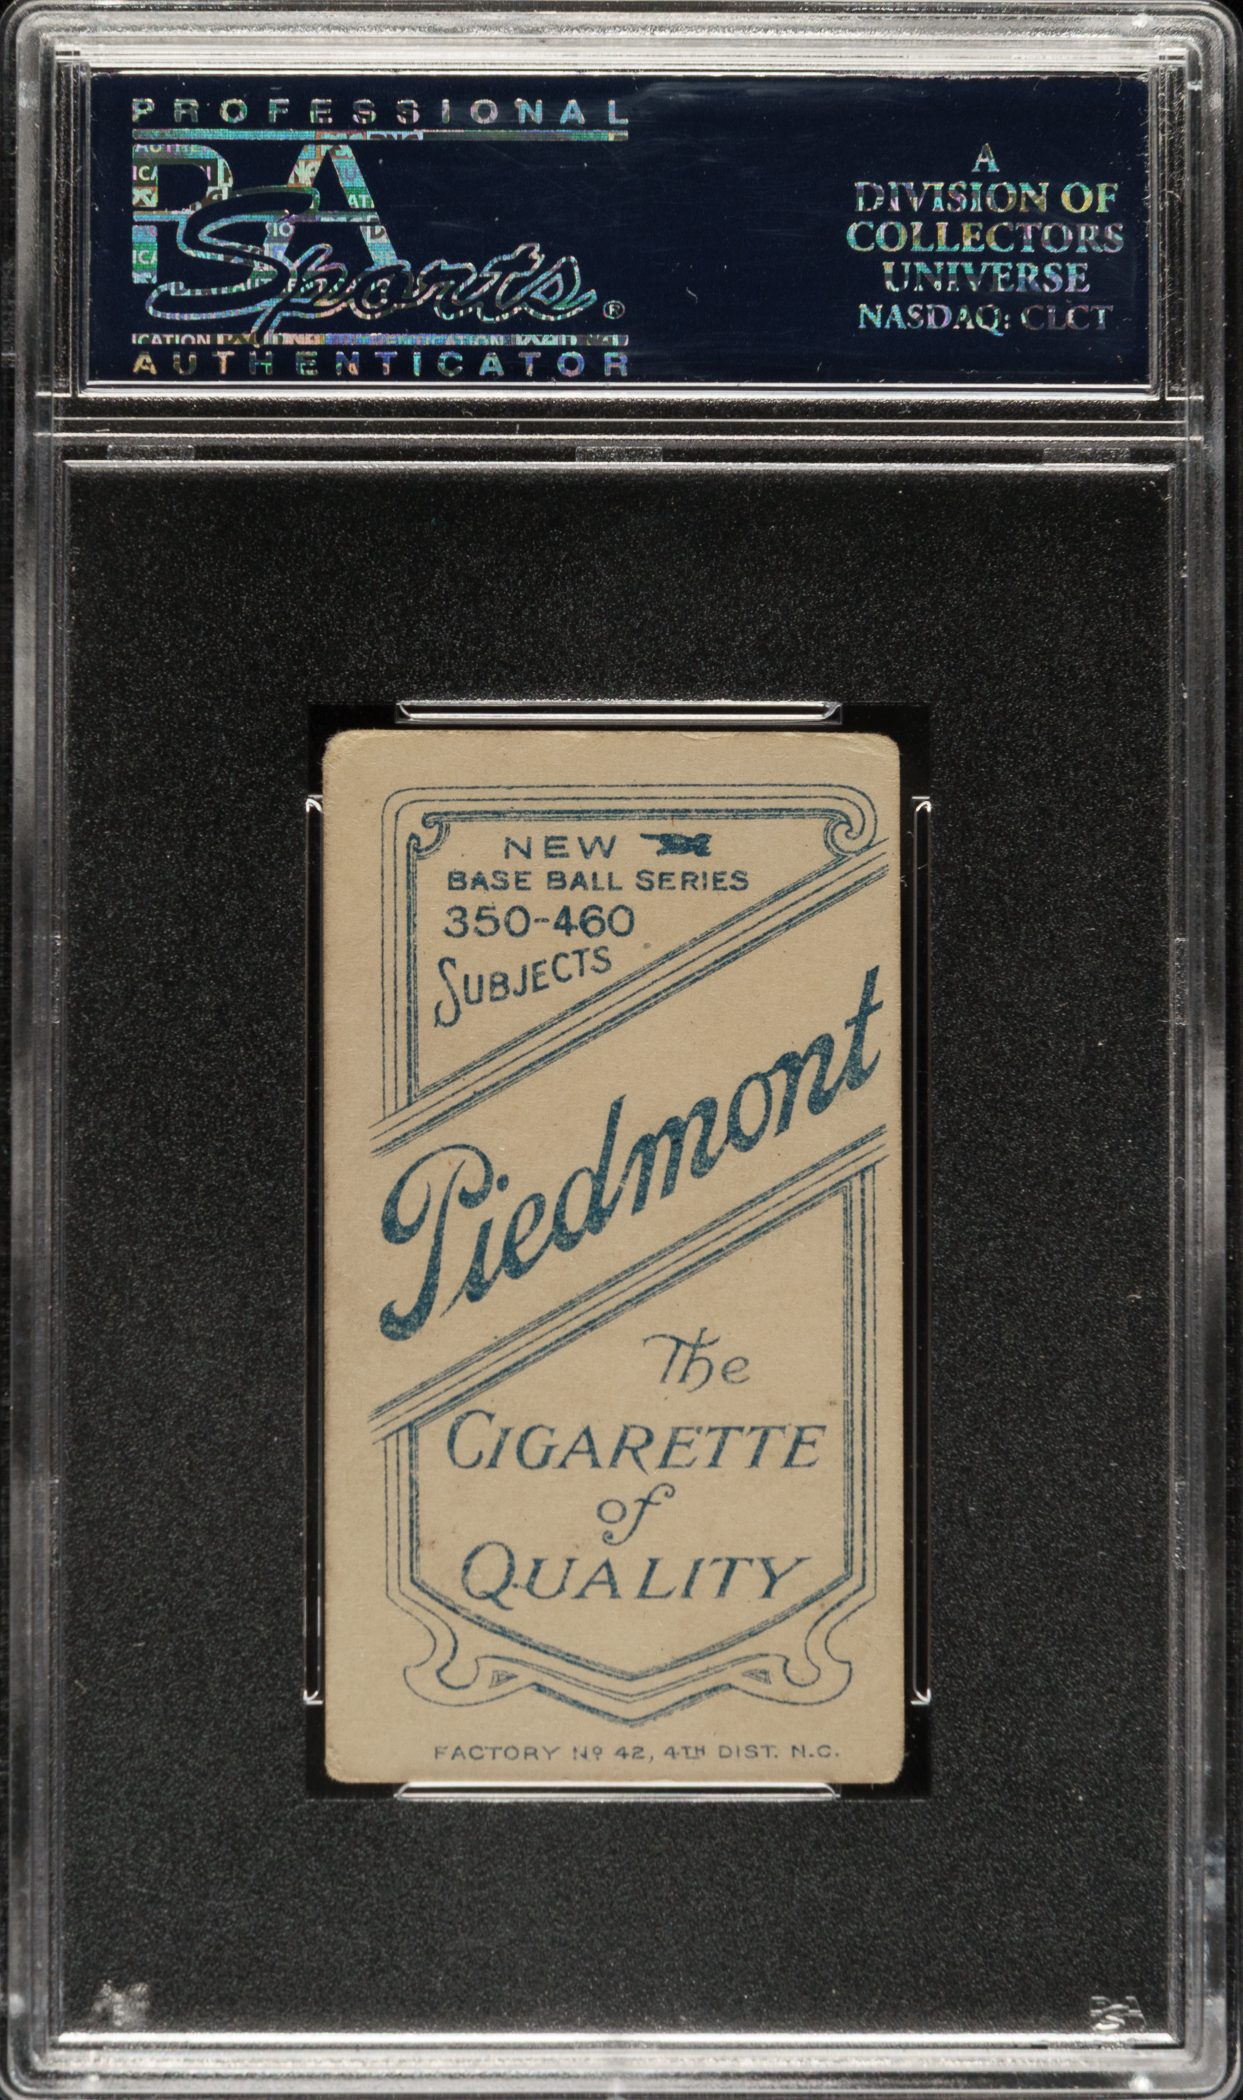 PROFESSIONAL
PSA
Sports®
AUTHENTICATOR
A
DIVISION OF
COLLECTORS
UNIVERSE
NASDAQ: CLCT
NEW
BASE BALL SERIES
350-460
SUBJECTS
Piedmont
The
CIGARETTE
of
QUALITY
FACTORY Nº 42, 4TH DIST. N.C.
PSA